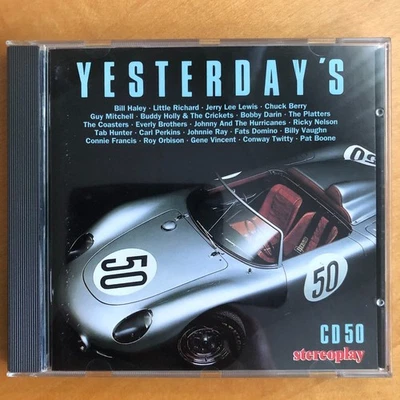 YESTERDAY'S
Bill Haley · Little Richard · Jerry Lee Lewis · Chuck Berry
Guy Mitchell · Buddy Holly & The Crickets · Bobby Darin · The Platters
The Coasters · Everly Brothers · Johnny And The Hurricanes · Ricky Nelson
Tab Hunter · Carl Perkins · Johnnie Ray · Fats Domino · Billy Vaughn
Connie Francis · Roy Orbison · Gene Vincent · Conway Twitty · Pat Boone
50
50
50
CD 50
stereoplay